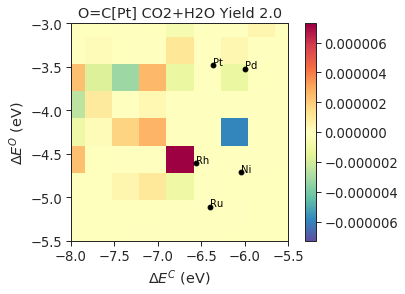 O=C[Pt] CO2+H2O Yield 2.0
−3.0
−3.5
−4.0
−4.5
−5.0
−5.5
ΔE^O (eV)
Pt
Pd
Rh
Ni
Ru
−8.0 −7.5 −7.0 −6.5 −6.0 −5.5
ΔE^C (eV)
0.000006
0.000004
0.000002
0.000000
−0.000002
−0.000004
−0.000006